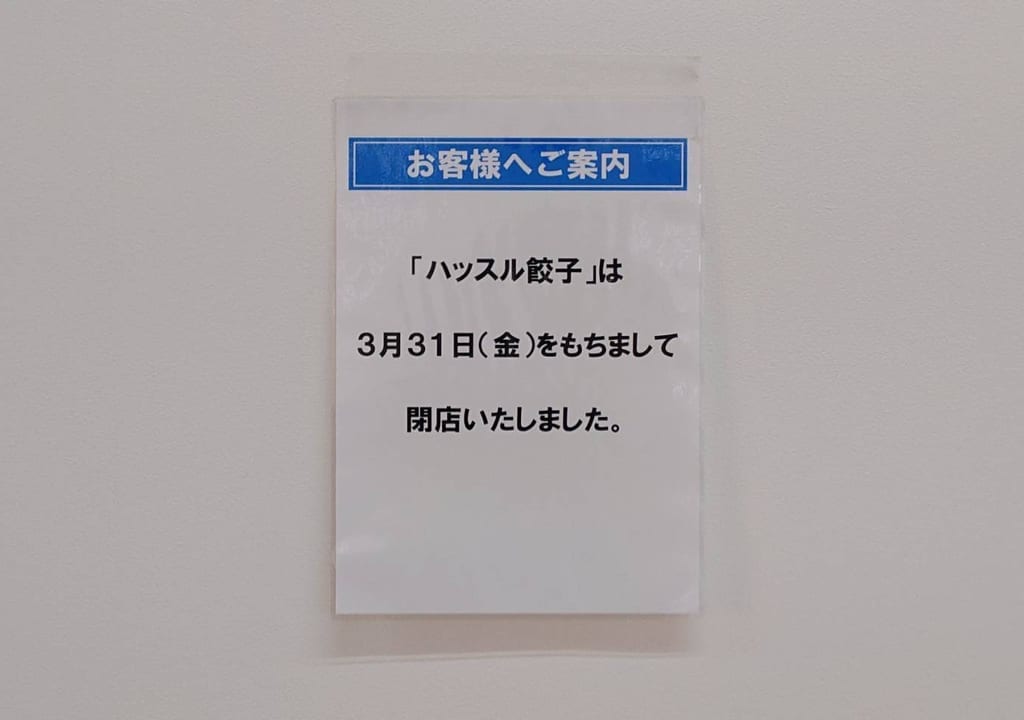 お客様へご案内
「ハッスル餃子」は
３月３１日（金）をもちまして
閉店いたしました。